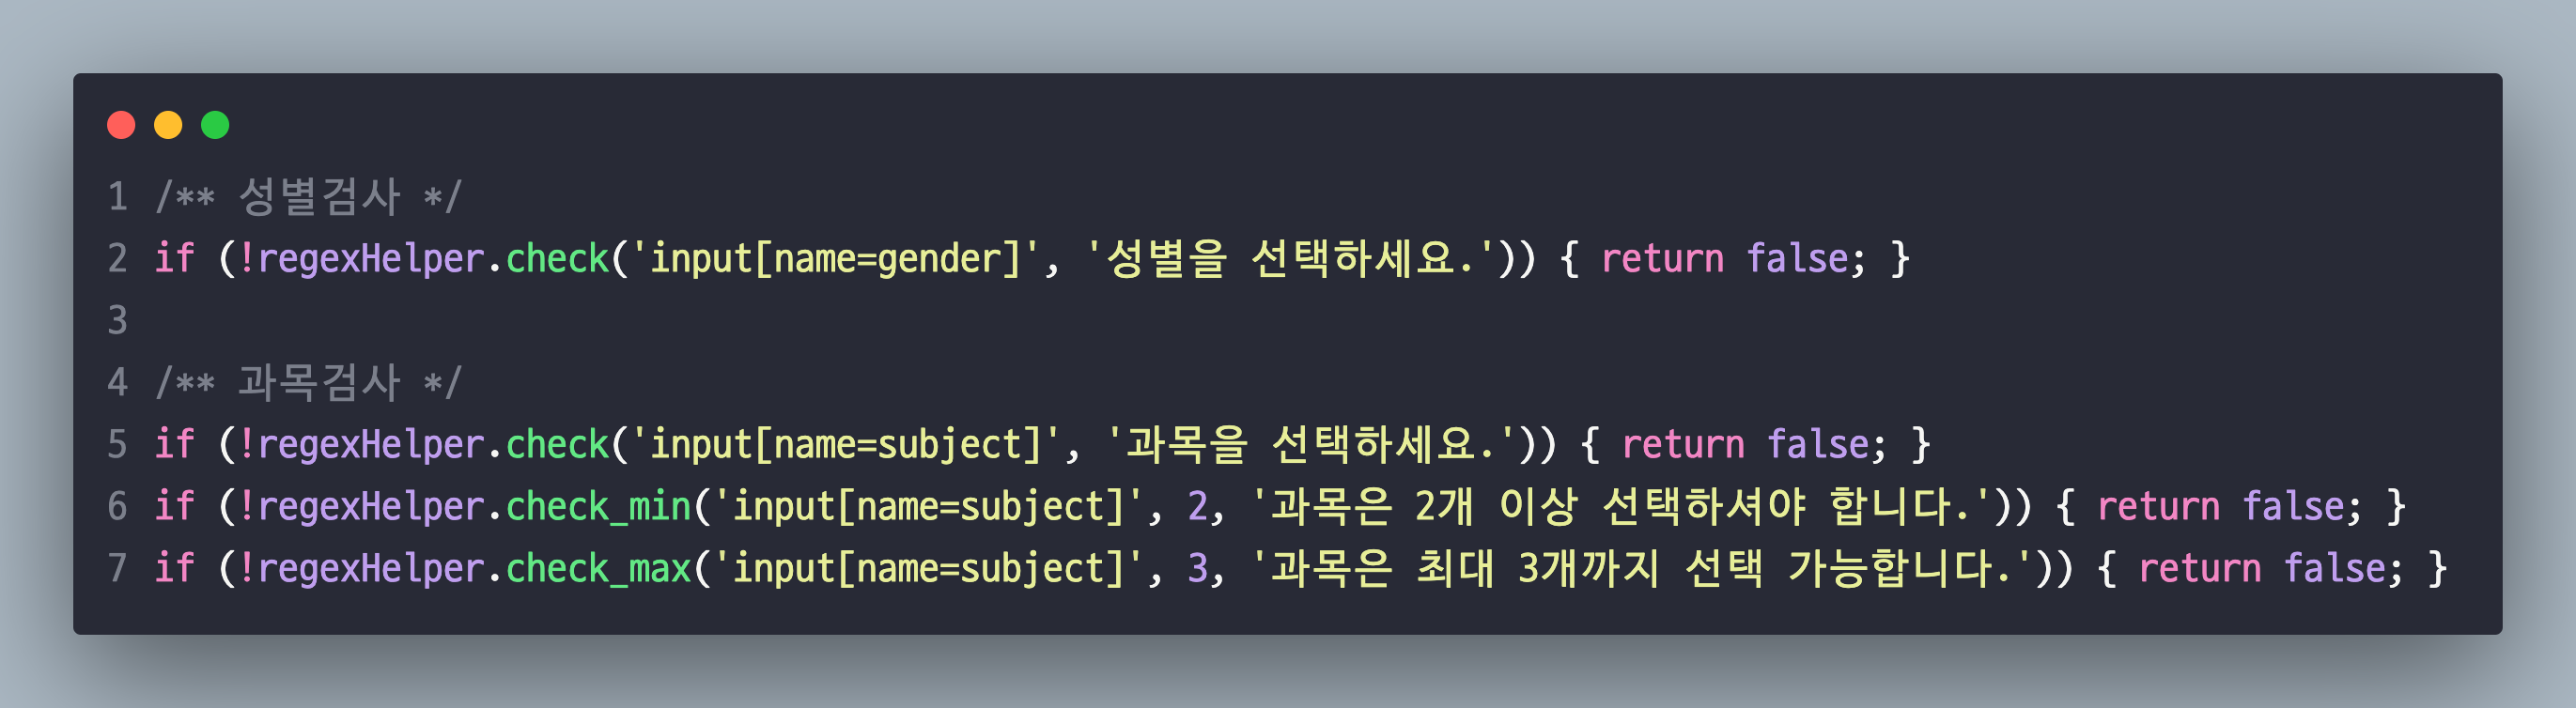 1 /** 성별검사 */
2 if (!regexHelper.check('input[name=gender]', '성별을 선택하세요.')) { return false; }
3
4 /** 과목검사 */
5 if (!regexHelper.check('input[name=subject]', '과목을 선택하세요.')) { return false; }
6 if (!regexHelper.check_min('input[name=subject]', 2, '과목은 2개 이상 선택하셔야 합니다.')) { return false; }
7 if (!regexHelper.check_max('input[name=subject]', 3, '과목은 최대 3개까지 선택 가능합니다.')) { return false; }